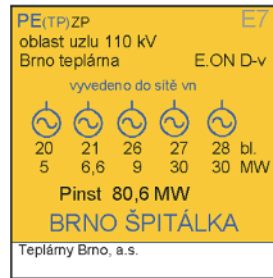 PE(TP)ZP E7
oblast uzlu 110 kV
Brno teplárna E.ON D-v
vyvedeno do sítě vn
20 21 26 27 28 bl.
5 6,6 9 30 30 MW
Pinst 80,6 MW
BRNO ŠPITÁLKA
Teplárny Brno, a.s.